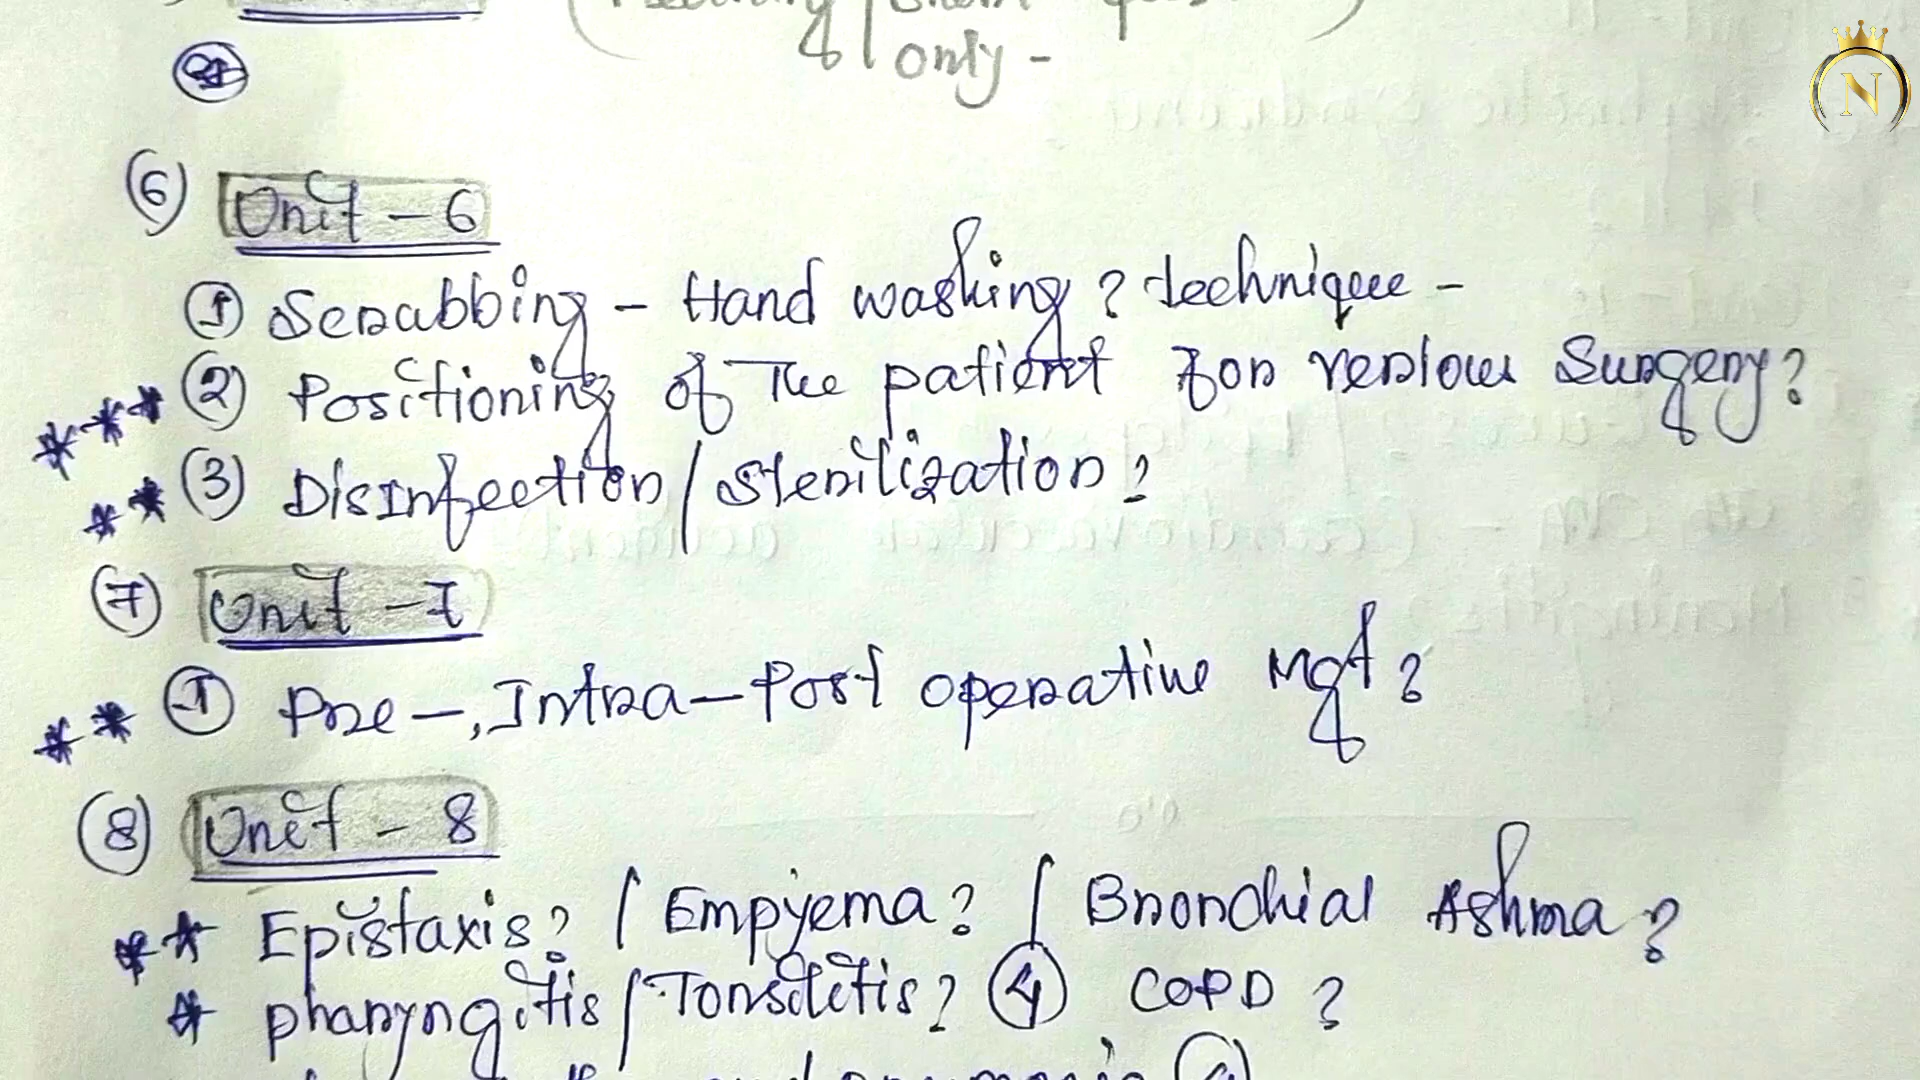 only -
(6) Unit - 6
① Scrabbing - Hand washing? technique -
*** (2) Positioning of The patient for various Surgery?
** (3) Disinfection / Sterilization?
(7) Unit - 7
** ① Pre -, Intra - Post operative Mgt?
(8) Unit - 8
** Epistaxis? / Empyema? / Bronchial Ashma?
* pharyngitis / Tonsilitis? ④ COPD?
N